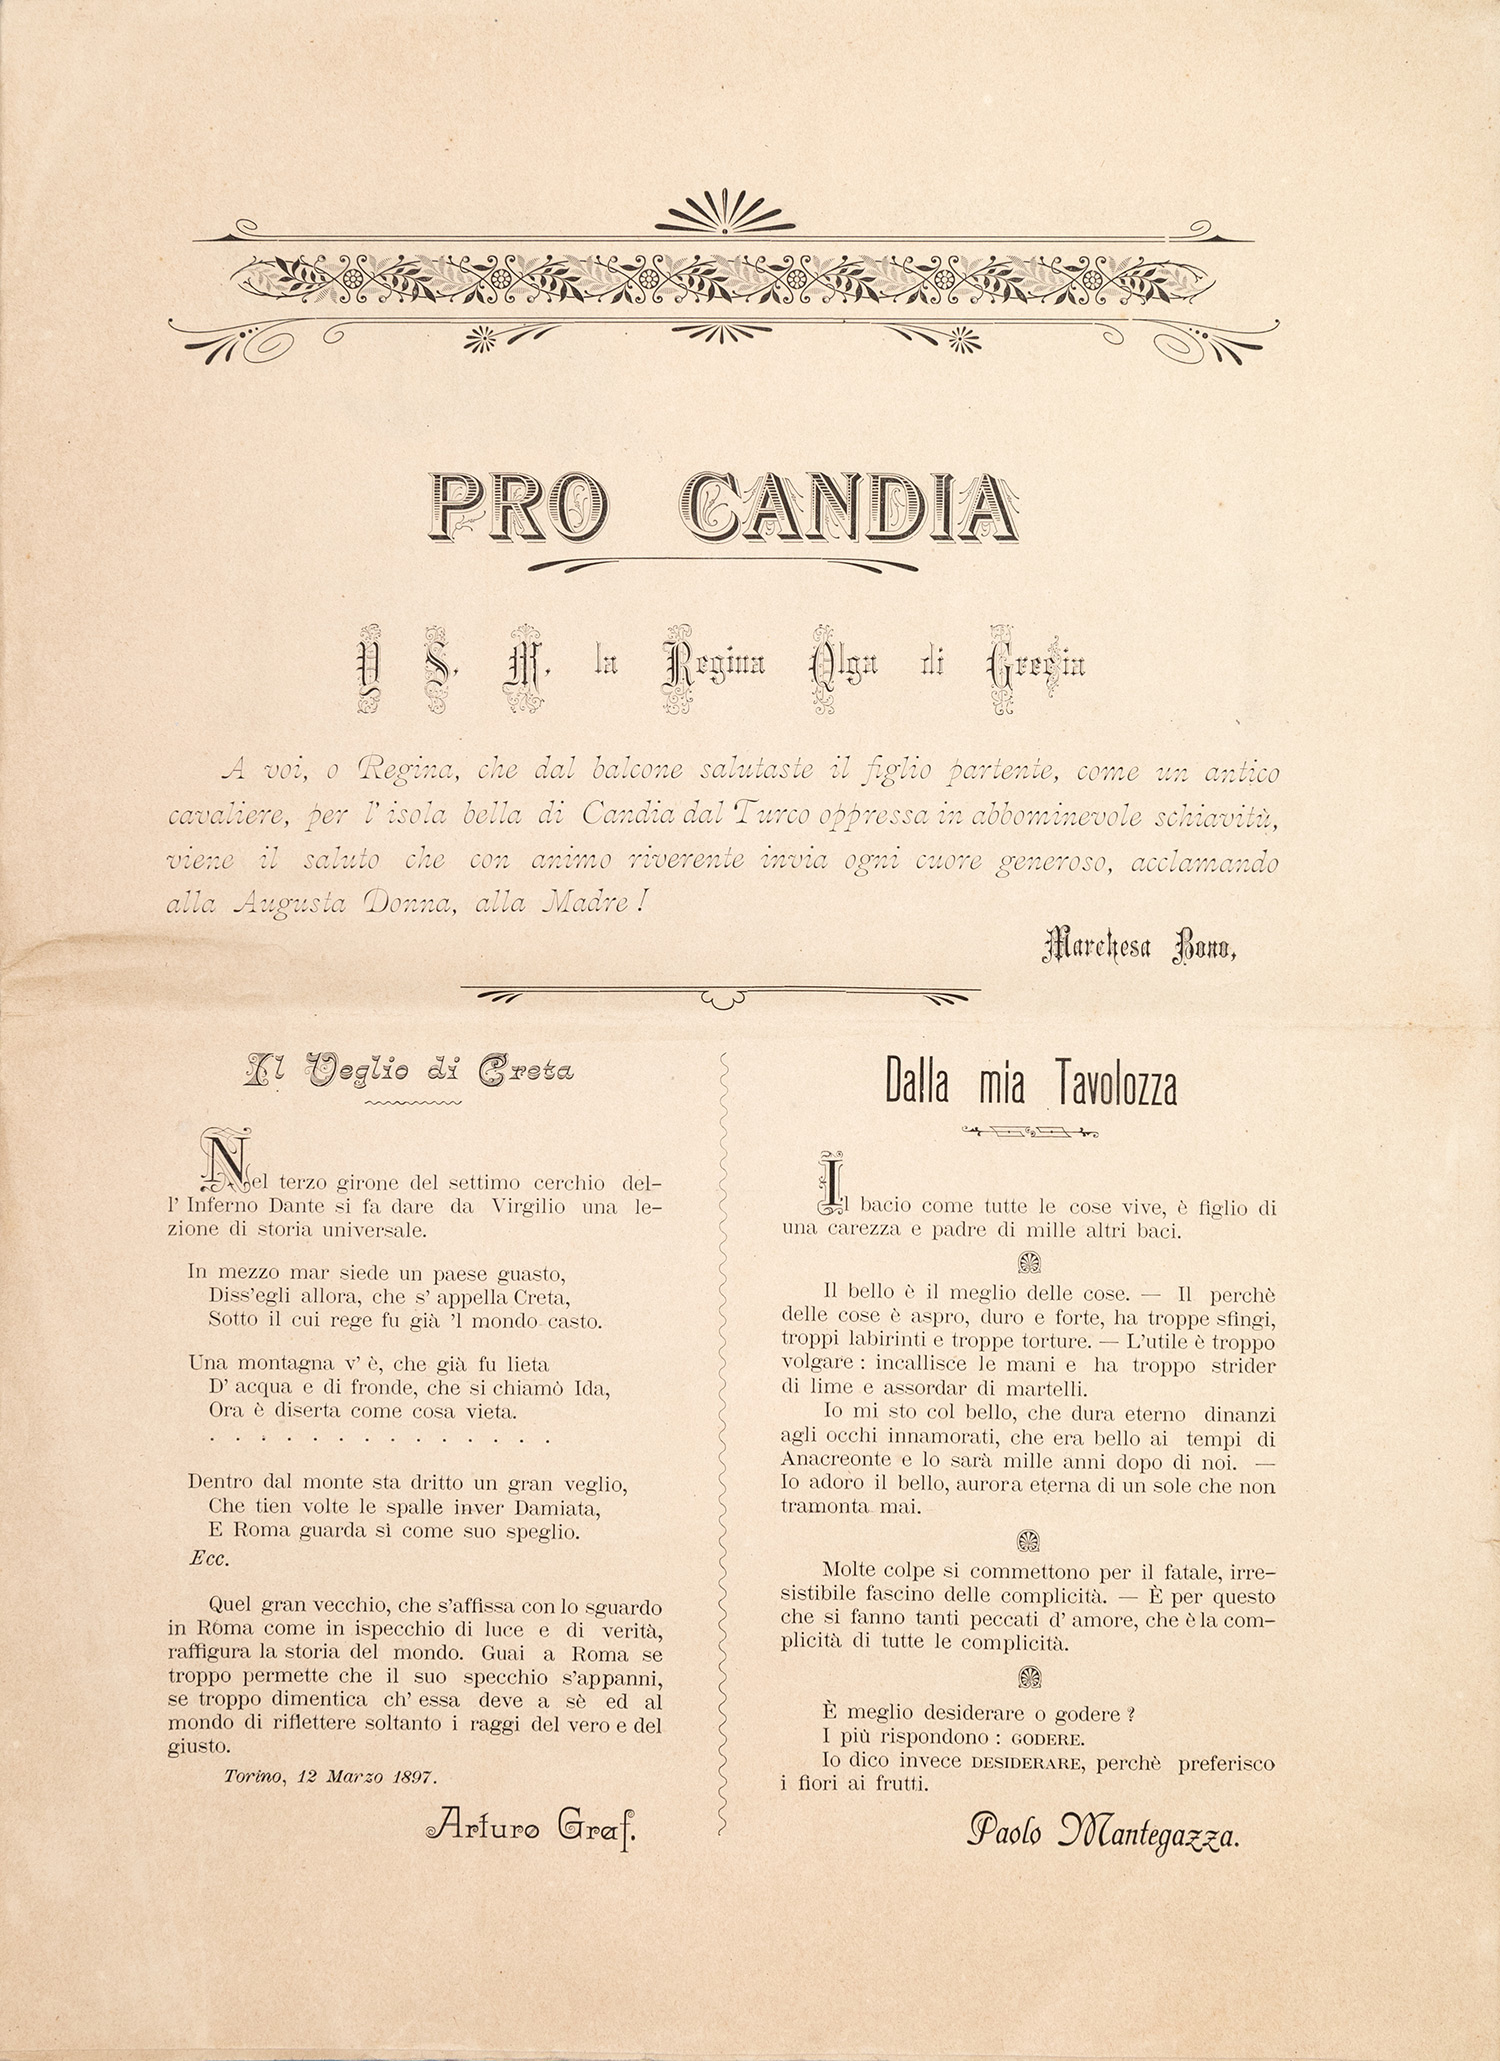 PRO CANDIA
A S. M. la Regina Olga di Grecia
A voi, o Regina, che dal balcone salutaste il figlio partente, come un antico
cavaliere, per l' isola bella di Candia dal Turco oppressa in abbominevole schiavitù,
viene il saluto che con animo riverente invia ogni cuore generoso, acclamando
alla Augusta Donna, alla Madre !
Marchesa Bono,
Il Veglio di Creta
Nel terzo girone del settimo cerchio del-
l' Inferno Dante si fa dare da Virgilio una le-
zione di storia universale.
In mezzo mar siede un paese guasto,
Diss'egli allora, che s' appella Creta,
Sotto il cui rege fu già 'l mondo casto.
Una montagna v' è, che già fu lieta
D' acqua e di fronde, che si chiamò Ida,
Ora è diserta come cosa vieta.
. . . . . . . . . . . . . .
Dentro dal monte sta dritto un gran veglio,
Che tien volte le spalle inver Damiata,
E Roma guarda sì come suo speglio.
Ecc.
Quel gran vecchio, che s'affissa con lo sguardo
in Roma come in ispecchio di luce e di verità,
raffigura la storia del mondo. Guai a Roma se
troppo permette che il suo specchio s'appanni,
se troppo dimentica ch' essa deve a sè ed al
mondo di riflettere soltanto i raggi del vero e del
giusto.
Torino, 12 Marzo 1897.
Arturo Graf.
Dalla mia Tavolozza
Il bacio come tutte le cose vive, è figlio di
una carezza e padre di mille altri baci.
Il bello è il meglio delle cose. — Il perchè
delle cose è aspro, duro e forte, ha troppe sfingi,
troppi labirinti e troppe torture. — L'utile è troppo
volgare : incallisce le mani e ha troppo strider
di lime e assordar di martelli.
Io mi sto col bello, che dura eterno dinanzi
agli occhi innamorati, che era bello ai tempi di
Anacreonte e lo sarà mille anni dopo di noi. —
Io adoro il bello, aurora eterna di un sole che non
tramonta mai.
Molte colpe si commettono per il fatale, irre-
sistibile fascino delle complicità. — È per questo
che si fanno tanti peccati d' amore, che è la com-
plicità di tutte le complicità.
È meglio desiderare o godere ?
I più rispondono : GODERE.
Io dico invece DESIDERARE, perchè preferisco
i fiori ai frutti.
Paolo Mantegazza.